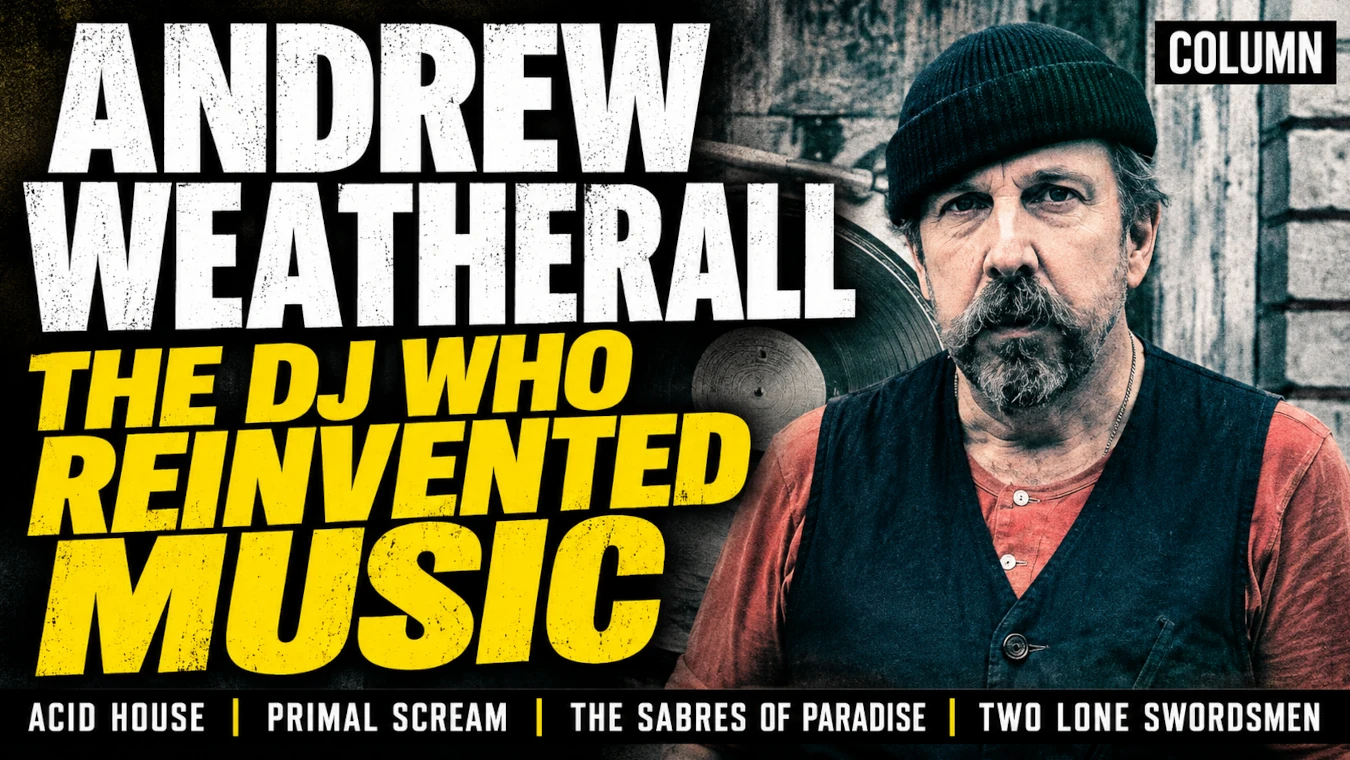 ANDREW
WEATHERALL
THE DJ WHO
REINVENTED
MUSIC
COLUMN
ACID HOUSE | PRIMAL SCREAM | THE SABRES OF PARADISE | TWO LONE SWORDSMEN